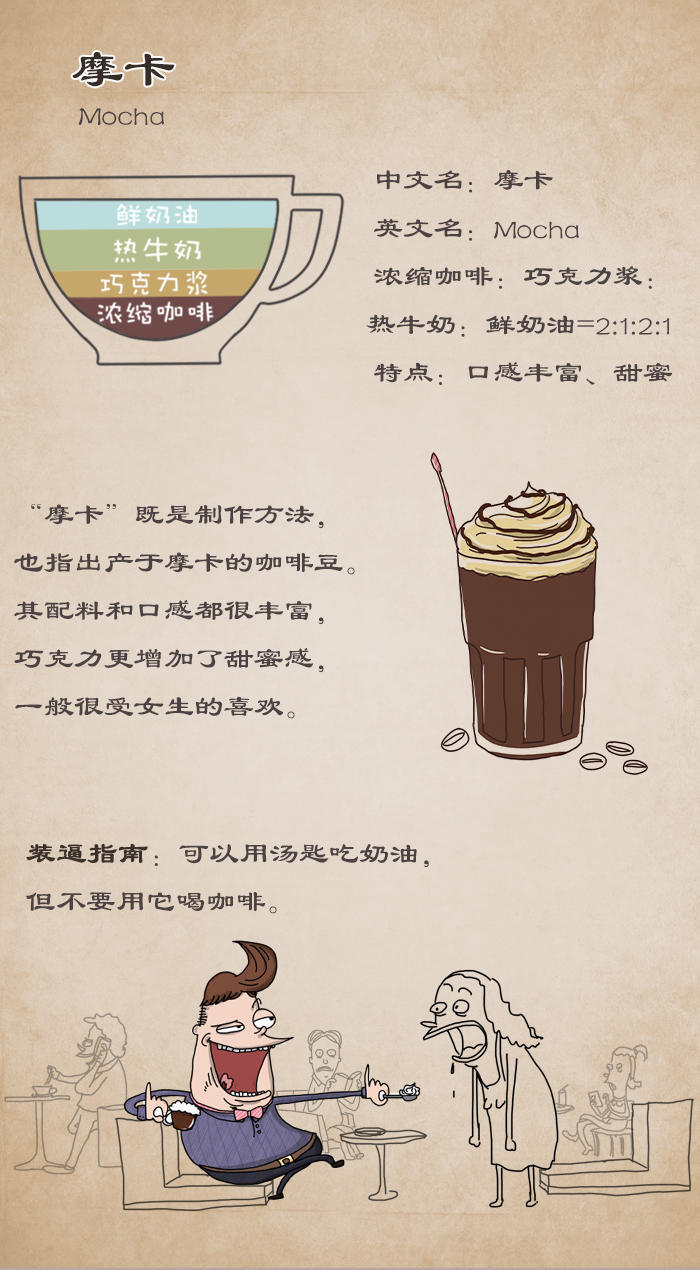 摩卡
Mocha
鲜奶油
热牛奶
巧克力浆
浓缩咖啡
中文名：摩卡
英文名：Mocha
浓缩咖啡：巧克力浆：
热牛奶：鲜奶油=2:1:2:1
特点：口感丰富、甜蜜
“摩卡”既是制作方法，
也指出产于摩卡的咖啡豆。
其配料和口感都很丰富，
巧克力更增加了甜蜜感，
一般很受女生的喜欢。
装逼指南：可以用汤匙吃奶油，
但不要用它喝咖啡。